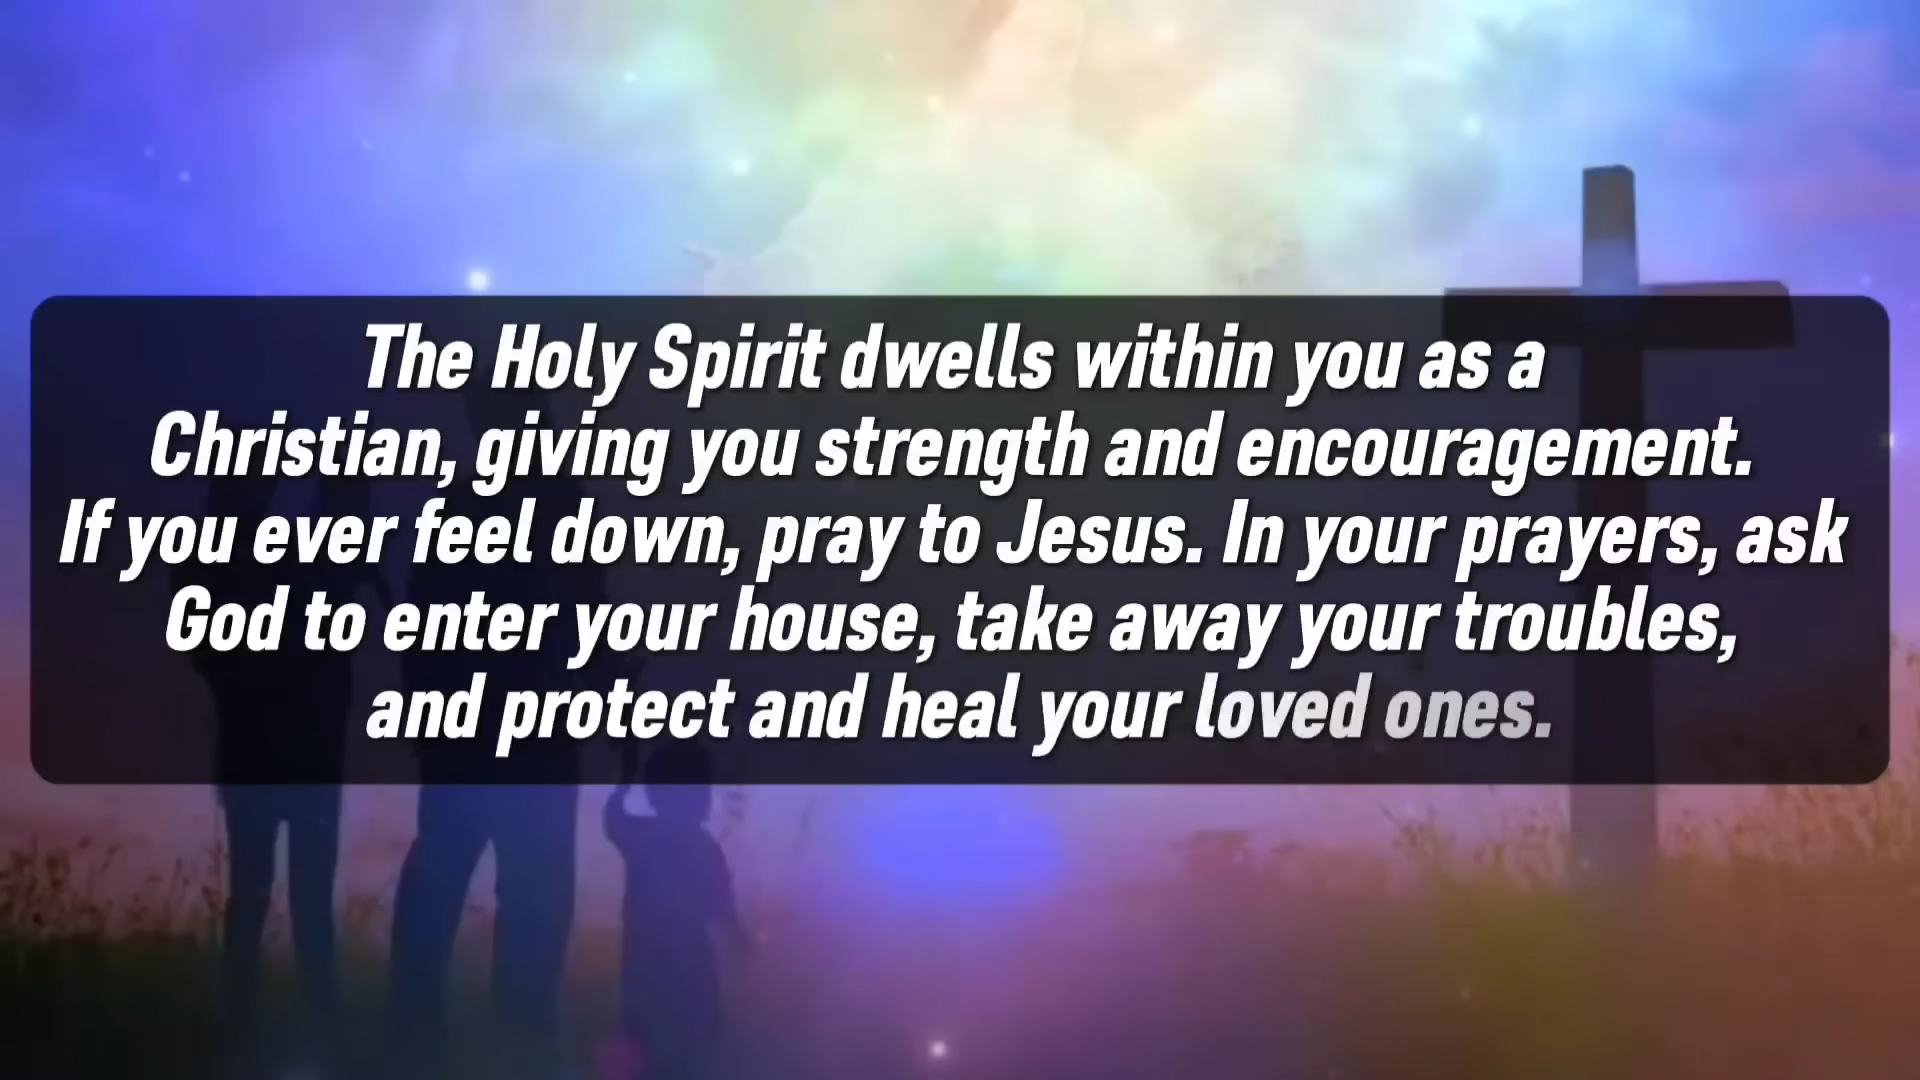 The Holy Spirit dwells within you as a
Christian, giving you strength and encouragement.
If you ever feel down, pray to Jesus. In your prayers, ask
God to enter your house, take away your troubles,
and protect and heal your loved ones.